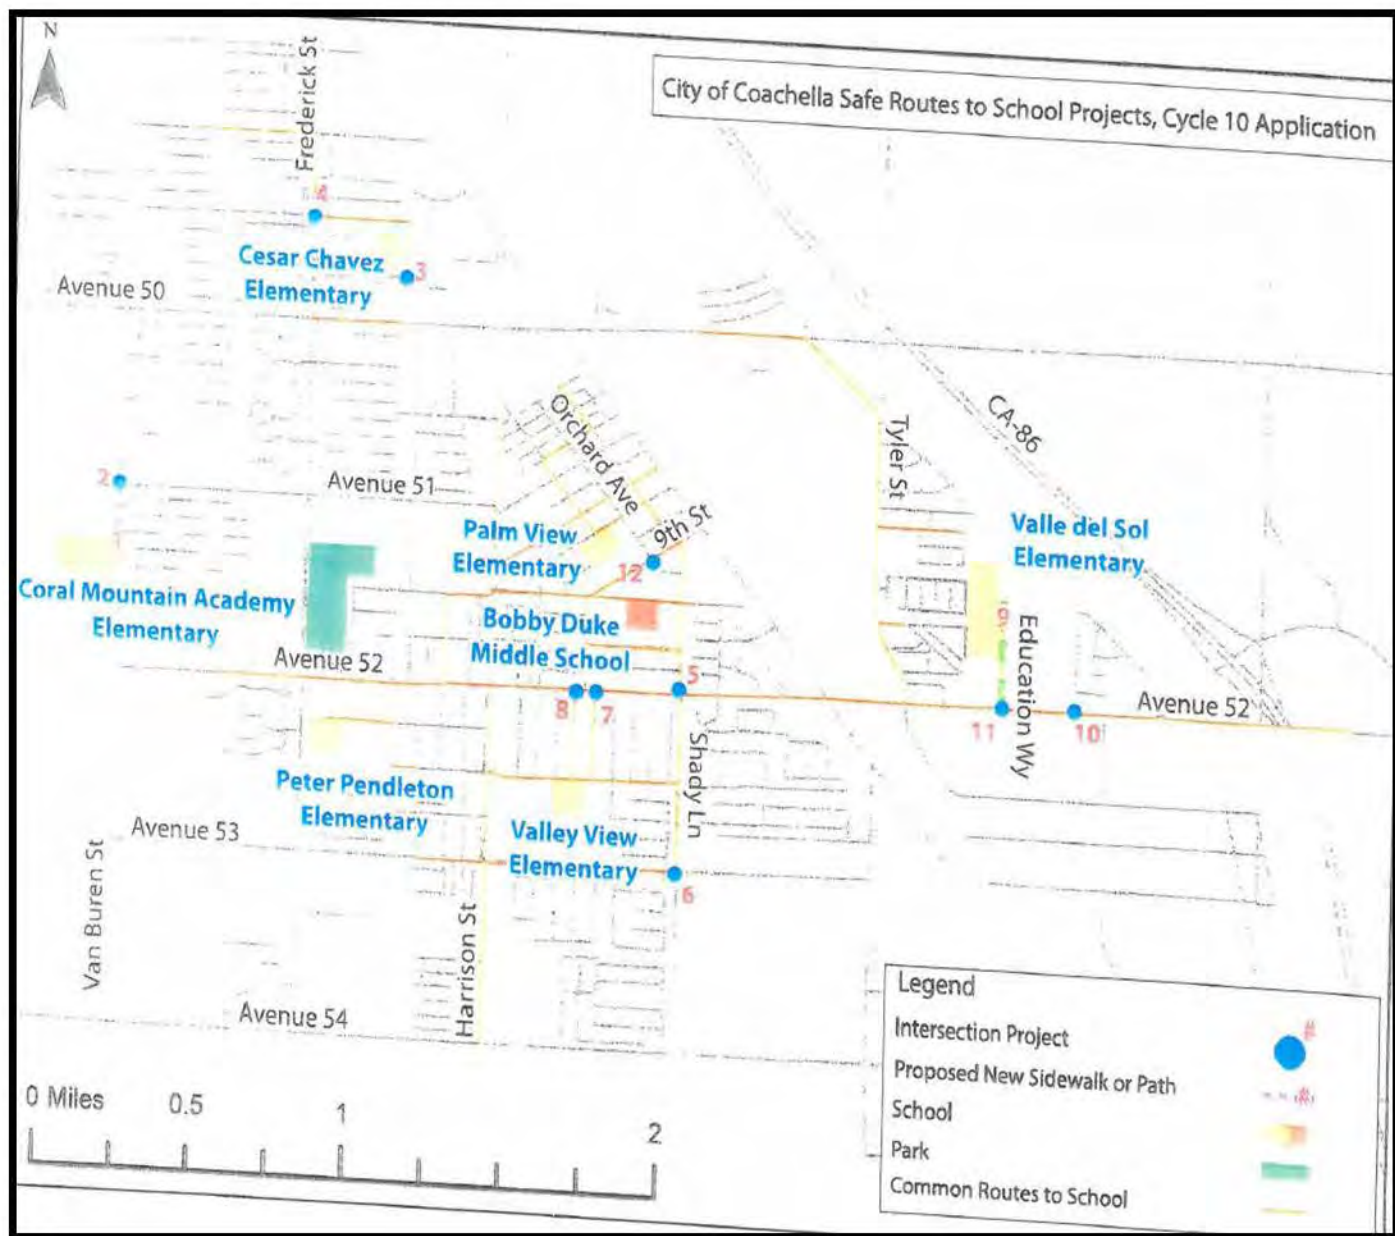 N
City of Coachella Safe Routes to School Projects, Cycle 10 Application
Frederick St
4
Cesar Chavez
Elementary
3
Avenue 50
Orchard Ave
Tyler St
CA-86
2
Avenue 51
9th St
Palm View
Elementary
12
Valle del Sol
Elementary
Coral Mountain Academy
Elementary
Bobby Duke
Middle School
9
Education Wy
Avenue 52
5
8
7
11
10
Avenue 52
Shady Ln
Peter Pendleton
Elementary
Avenue 53
Valley View
Elementary
6
Van Buren St
Harrison St
Avenue 54
Legend
Intersection Project
#
Proposed New Sidewalk or Path
#
School
Park
Common Routes to School
0 Miles
0.5
1
2